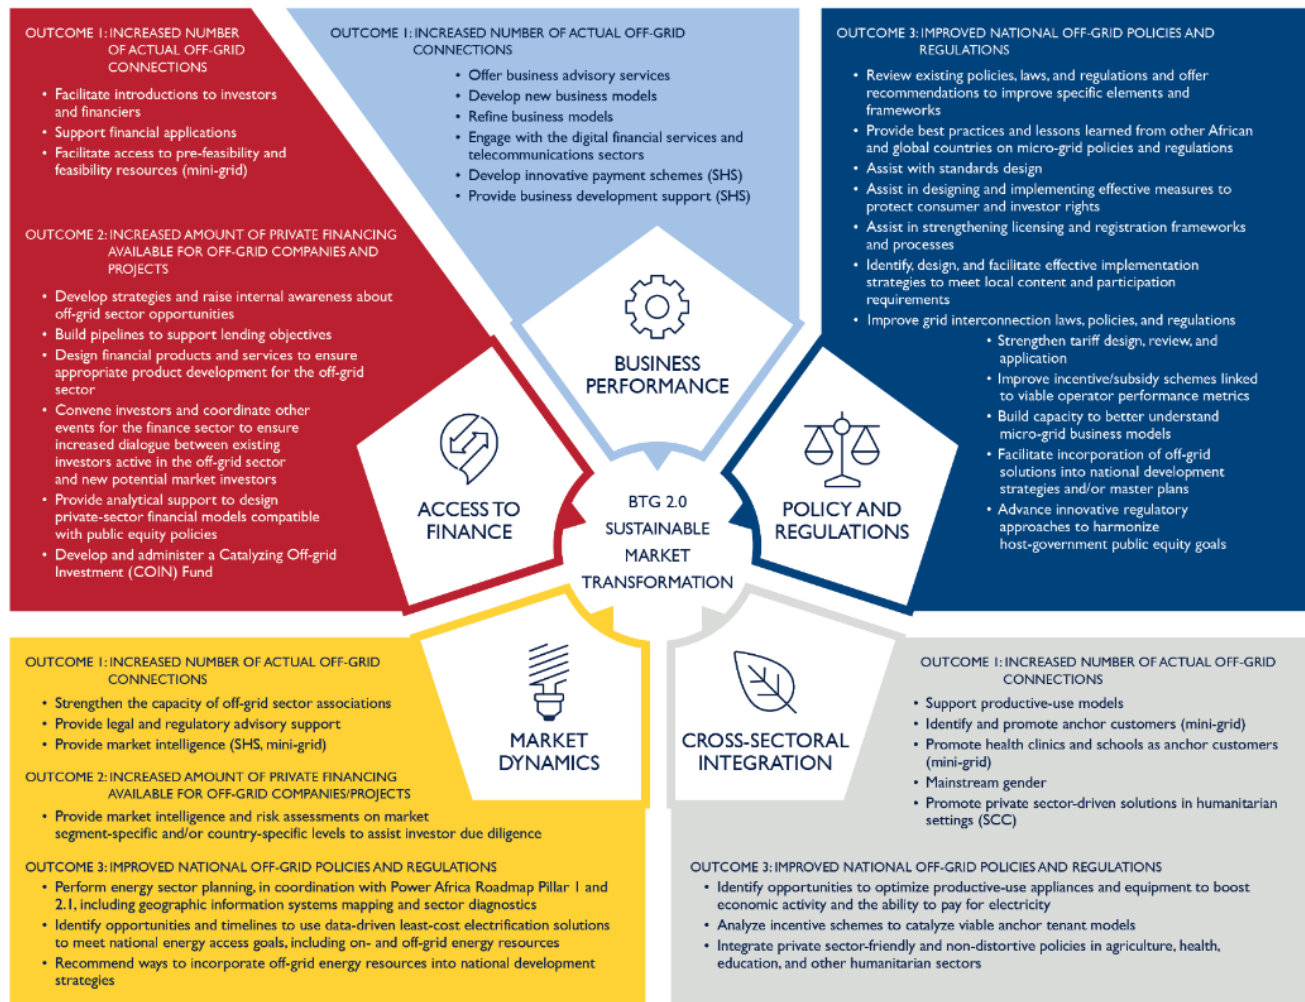 OUTCOME 1: INCREASED NUMBER
OF ACTUAL OFF-GRID
CONNECTIONS
• Facilitate introductions to investors
and financiers
• Support financial applications
• Facilitate access to pre-feasibility and
feasibility resources (mini-grid)
OUTCOME 2: INCREASED AMOUNT OF PRIVATE FINANCING
AVAILABLE FOR OFF-GRID COMPANIES AND
PROJECTS
• Develop strategies and raise internal awareness about
off-grid sector opportunities
• Build pipelines to support lending objectives
• Design financial products and services to ensure
appropriate product development for the off-grid
sector
• Convene investors and coordinate other
events for the finance sector to ensure
increased dialogue between existing
investors active in the off-grid sector
and new potential market investors
• Provide analytical support to design
private-sector financial models compatible
with public equity policies
• Develop and administer a Catalyzing Off-grid
Investment (COIN) Fund
ACCESS TO
FINANCE
OUTCOME 1: INCREASED NUMBER OF ACTUAL OFF-GRID
CONNECTIONS
• Offer business advisory services
• Develop new business models
• Refine business models
• Engage with the digital financial services and
telecommunications sectors
• Develop innovative payment schemes (SHS)
• Provide business development support (SHS)
BUSINESS
PERFORMANCE
OUTCOME 3: IMPROVED NATIONAL OFF-GRID POLICIES AND
REGULATIONS
• Review existing policies, laws, and regulations and offer
recommendations to improve specific elements and
frameworks
• Provide best practices and lessons learned from other African
and global countries on micro-grid policies and regulations
• Assist with standards design
• Assist in designing and implementing effective measures to
protect consumer and investor rights
• Assist in strengthening licensing and registration frameworks
and processes
• Identify, design, and facilitate effective implementation
strategies to meet local content and participation
requirements
• Improve grid interconnection laws, policies, and regulations
• Strengthen tariff design, review, and
application
• Improve incentive/subsidy schemes linked
to viable operator performance metrics
• Build capacity to better understand
micro-grid business models
• Facilitate incorporation of off-grid
solutions into national development
strategies and/or master plans
• Advance innovative regulatory
approaches to harmonize
host-government public equity goals
POLICY AND
REGULATIONS
BTG 2.0
SUSTAINABLE
MARKET
TRANSFORMATION
OUTCOME 1: INCREASED NUMBER OF ACTUAL OFF-GRID
CONNECTIONS
• Strengthen the capacity of off-grid sector associations
• Provide legal and regulatory advisory support
• Provide market intelligence (SHS, mini-grid)
OUTCOME 2: INCREASED AMOUNT OF PRIVATE FINANCING
AVAILABLE FOR OFF-GRID COMPANIES/PROJECTS
• Provide market intelligence and risk assessments on market
segment-specific and/or country-specific levels to assist investor due diligence
OUTCOME 3: IMPROVED NATIONAL OFF-GRID POLICIES AND REGULATIONS
• Perform energy sector planning, in coordination with Power Africa Roadmap Pillar 1 and
2.1, including geographic information systems mapping and sector diagnostics
• Identify opportunities and timelines to use data-driven least-cost electrification solutions
to meet national energy access goals, including on- and off-grid energy resources
• Recommend ways to incorporate off-grid energy resources into national development
strategies
MARKET
DYNAMICS
CROSS-SECTORAL
INTEGRATION
OUTCOME 1: INCREASED NUMBER OF ACTUAL OFF-GRID
CONNECTIONS
• Support productive-use models
• Identify and promote anchor customers (mini-grid)
• Promote health clinics and schools as anchor customers
(mini-grid)
• Mainstream gender
• Promote private sector-driven solutions in humanitarian
settings (SCC)
OUTCOME 3: IMPROVED NATIONAL OFF-GRID POLICIES AND REGULATIONS
• Identify opportunities to optimize productive-use appliances and equipment to boost
economic activity and the ability to pay for electricity
• Analyze incentive schemes to catalyze viable anchor tenant models
• Integrate private sector-friendly and non-distortive policies in agriculture, health,
education, and other humanitarian sectors